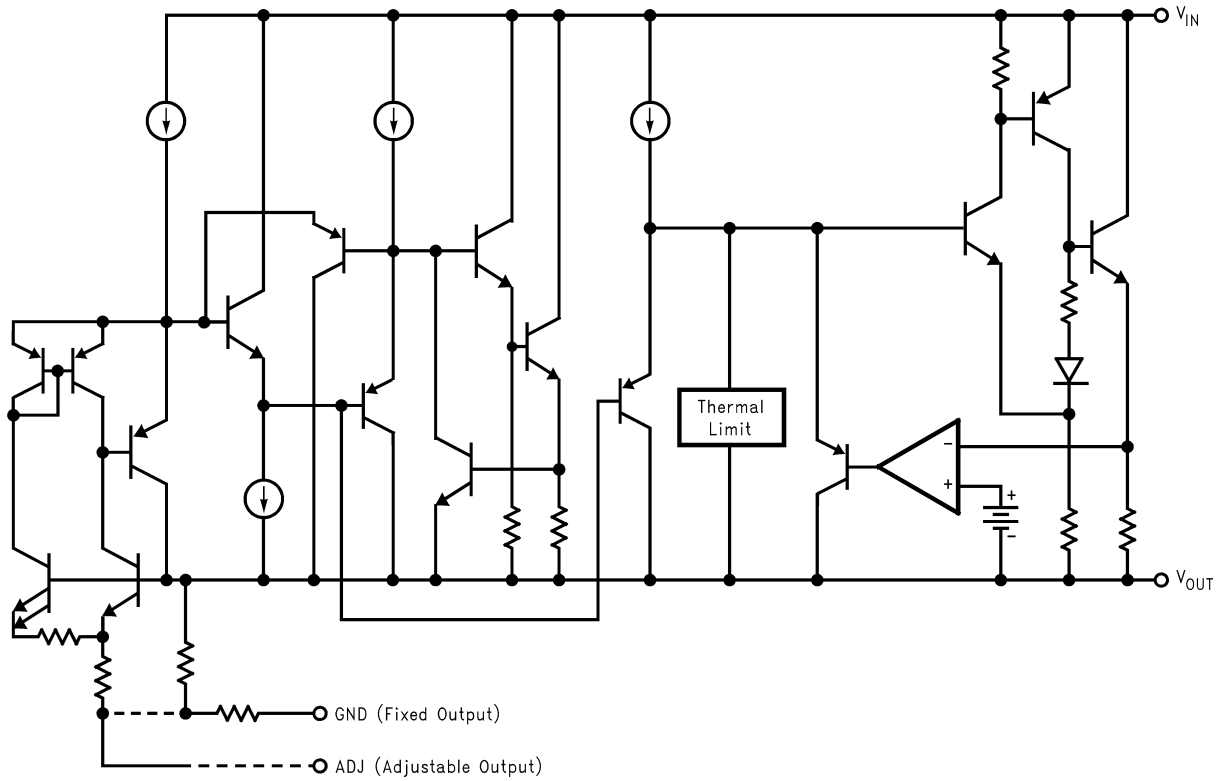 VIN
Thermal
Limit
−
+
+
−
VOUT
GND (Fixed Output)
ADJ (Adjustable Output)